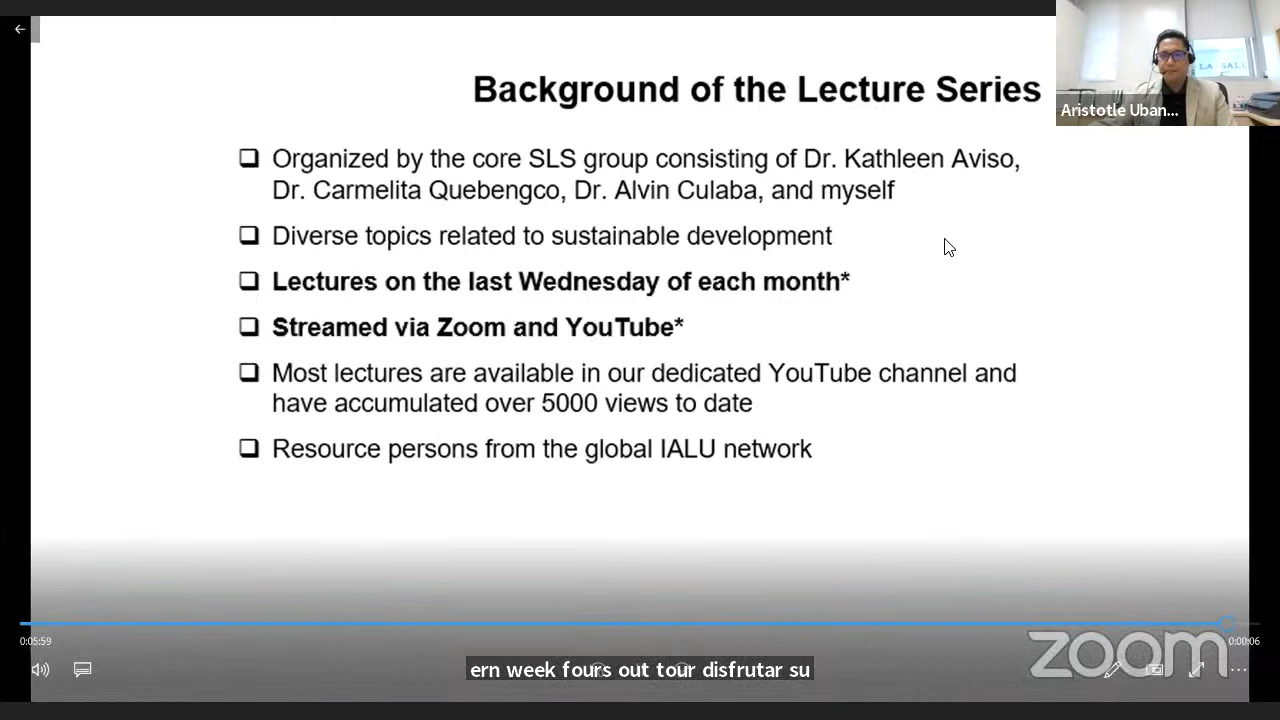 Background of the Lecture Series
Aristotle Uban...
LA SALL
Organized by the core SLS group consisting of Dr. Kathleen Aviso,
Dr. Carmelita Quebengco, Dr. Alvin Culaba, and myself
Diverse topics related to sustainable development
Lectures on the last Wednesday of each month*
Streamed via Zoom and YouTube*
Most lectures are available in our dedicated YouTube channel and
have accumulated over 5000 views to date
Resource persons from the global IALU network
0:05:59
0:00:06
zoom
ern week fours out tour disfrutar su